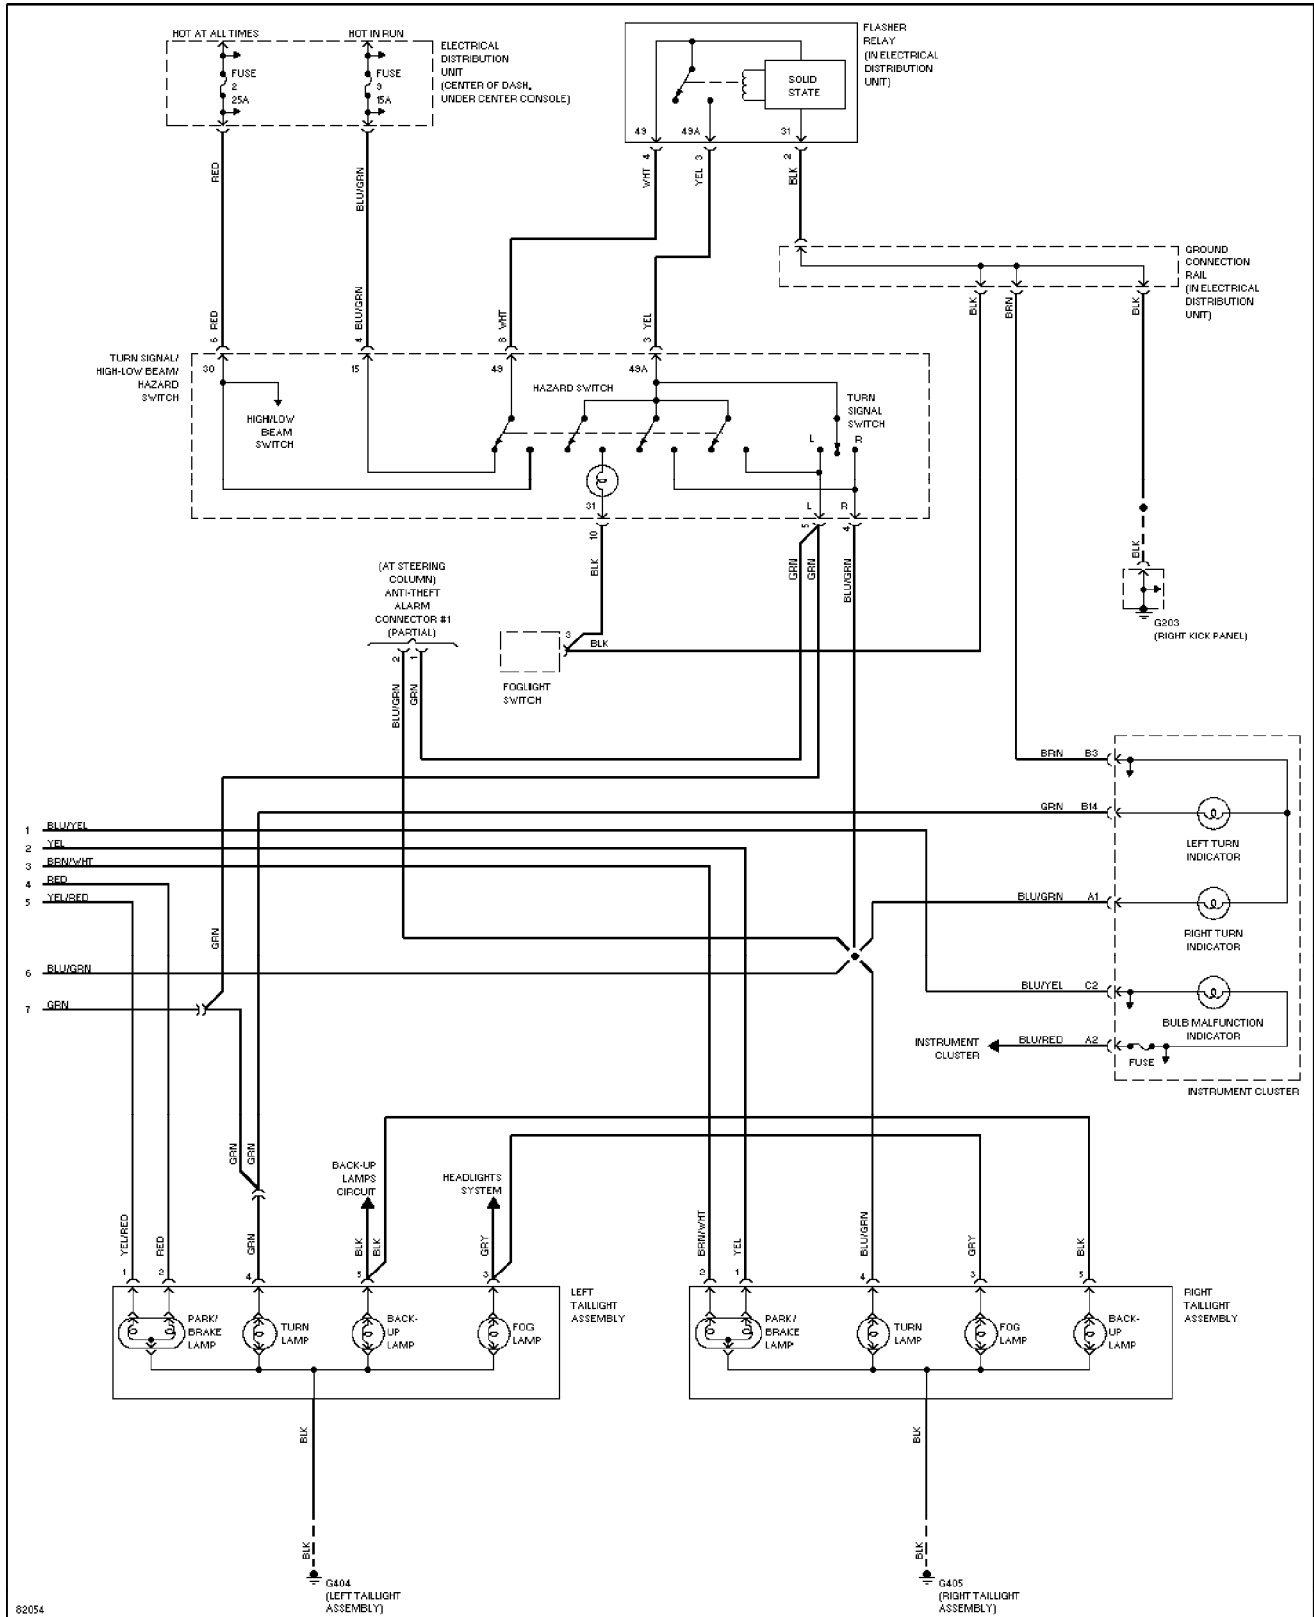 HOT AT ALL TIMES
HOT IN RUN
FUSE
2
25A
FUSE
9
15A
ELECTRICAL
DISTRIBUTION
UNIT
(CENTER OF DASH,
UNDER CENTER CONSOLE)
FLASHER
RELAY
(IN ELECTRICAL
DISTRIBUTION
UNIT)
SOLID
STATE
49
49A
31
4
3
2
WHT
YEL
BLK
RED
BLU/GRN
GROUND
CONNECTION
RAIL
(IN ELECTRICAL
DISTRIBUTION
UNIT)
BLK
BRN
BLK
RED
BLU/GRN
WHT
YEL
6
4
8
3
TURN SIGNAL/
HIGH-LOW BEAM/
HAZARD
SWITCH
30
15
49
49A
HAZARD SWITCH
HIGH/LOW
BEAM
SWITCH
TURN
SIGNAL
SWITCH
L
R
31
L
R
10
5
4
BLK
GRN
GRN
BLU/GRN
BLK
G203
(RIGHT KICK PANEL)
(AT STEERING
COLUMN)
ANTI-THEFT
ALARM
CONNECTOR #1
(PARTIAL)
2
1
BLU/GRN
GRN
3
BLK
FOGLIGHT
SWITCH
BRN B3
GRN B14
LEFT TURN
INDICATOR
BLU/GRN A1
RIGHT TURN
INDICATOR
BLU/YEL C2
BULB MALFUNCTION
INDICATOR
INSTRUMENT
CLUSTER
BLU/RED A2
FUSE
INSTRUMENT CLUSTER
1 BLU/YEL
2 YEL
3 BRN/WHT
4 RED
5 YEL/RED
GRN
6 BLU/GRN
7 GRN
GRN
GRN
BACK-UP
LAMPS
CIRCUIT
HEADLIGHTS
SYSTEM
YEL/RED
RED
GRN
BLK
BLK
GRY
BRN/WHT
YEL
BLU/GRN
GRY
BLK
1
2
4
5
3
2
1
4
3
5
PARK/
BRAKE
LAMP
TURN
LAMP
BACK-
UP
LAMP
FOG
LAMP
LEFT
TAILLIGHT
ASSEMBLY
PARK/
BRAKE
LAMP
TURN
LAMP
FOG
LAMP
BACK-
UP
LAMP
RIGHT
TAILLIGHT
ASSEMBLY
BLK
BLK
BLK
BLK
G404
(LEFT TAILLIGHT
ASSEMBLY)
G405
(RIGHT TAILLIGHT
ASSEMBLY)
82054